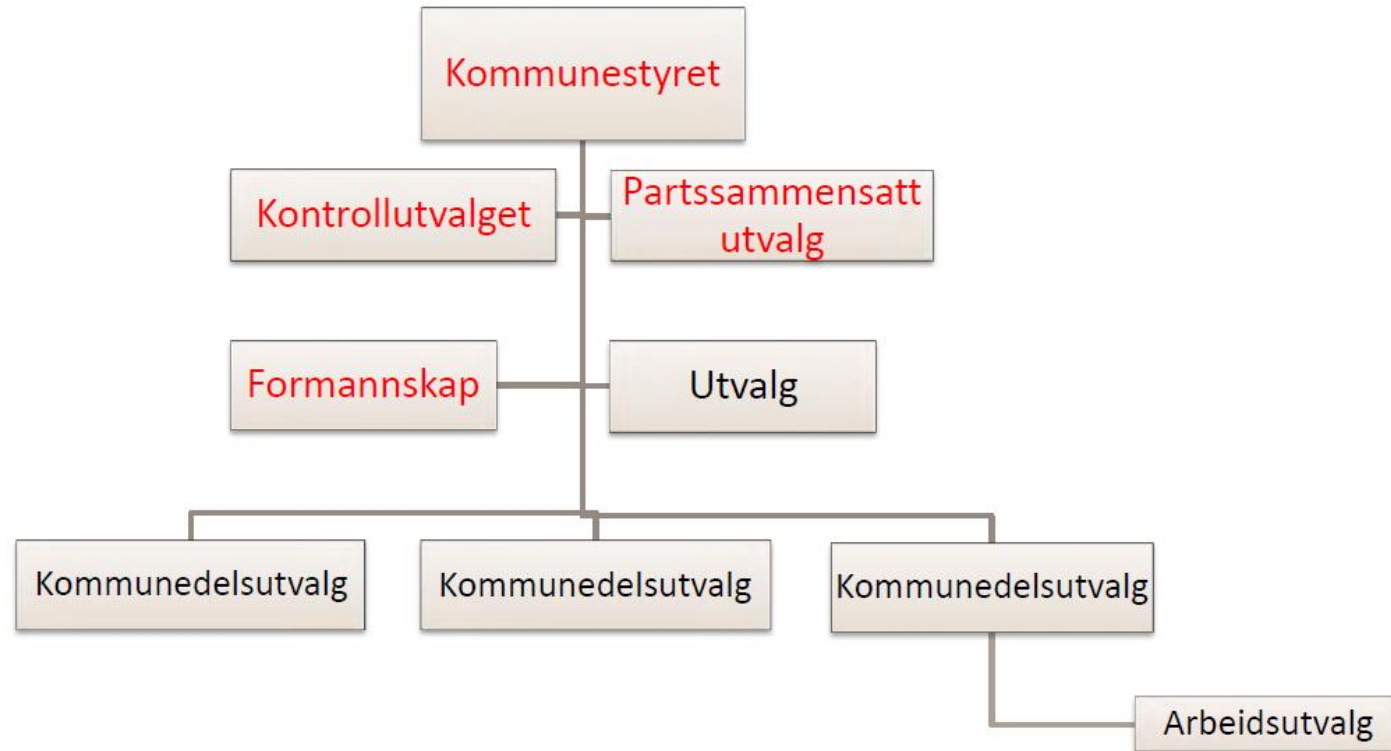 Kommunestyret
Kontrollutvalget
Partssammensatt
utvalg
Formannskap
Utvalg
Kommunedelsutvalg
Kommunedelsutvalg
Kommunedelsutvalg
Arbeidsutvalg